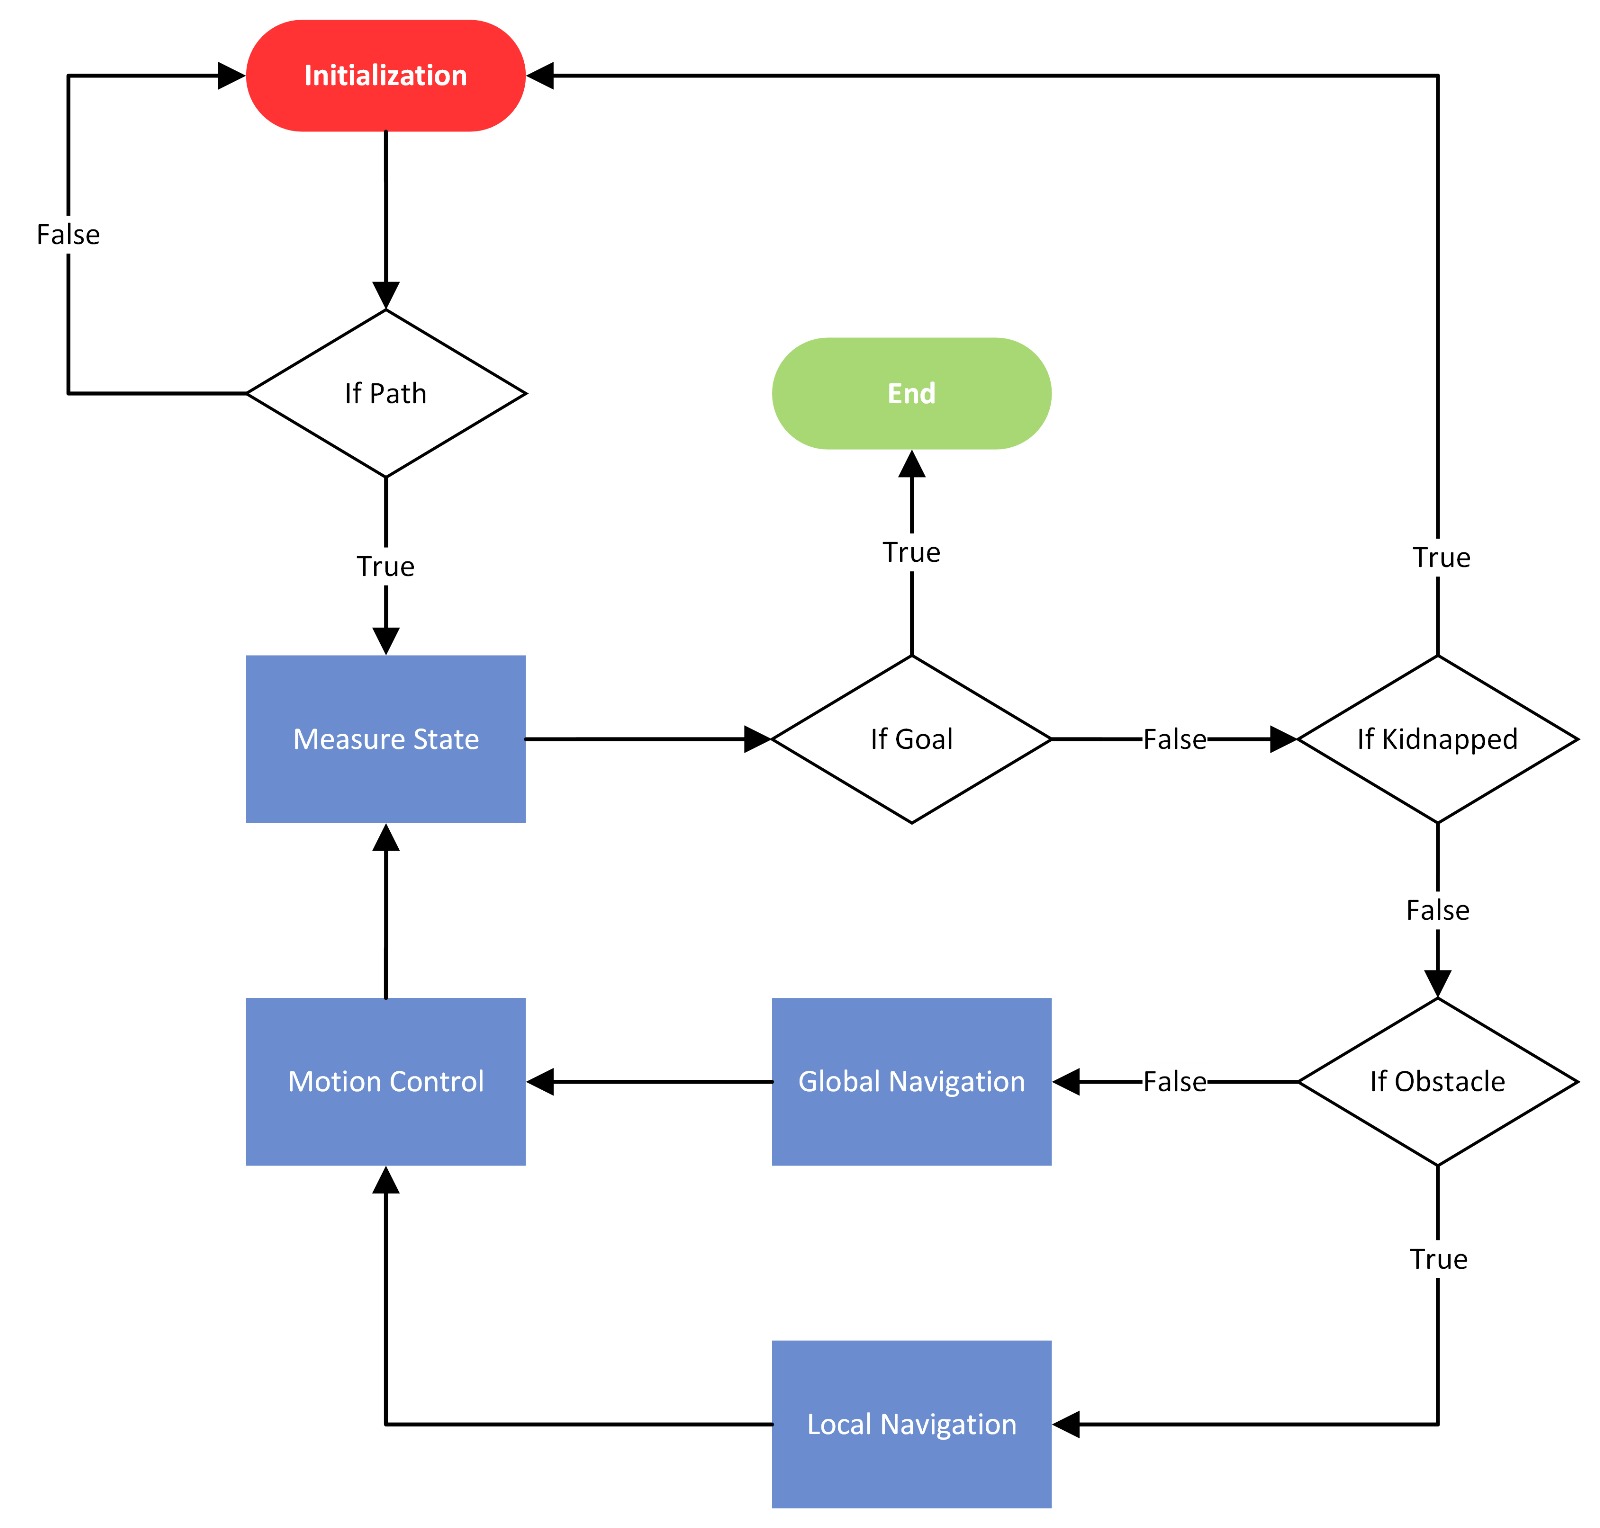 Initialization
False
If Path
End
True
True
True
Measure State
If Goal
False
If Kidnapped
False
Motion Control
Global Navigation
False
If Obstacle
True
Local Navigation